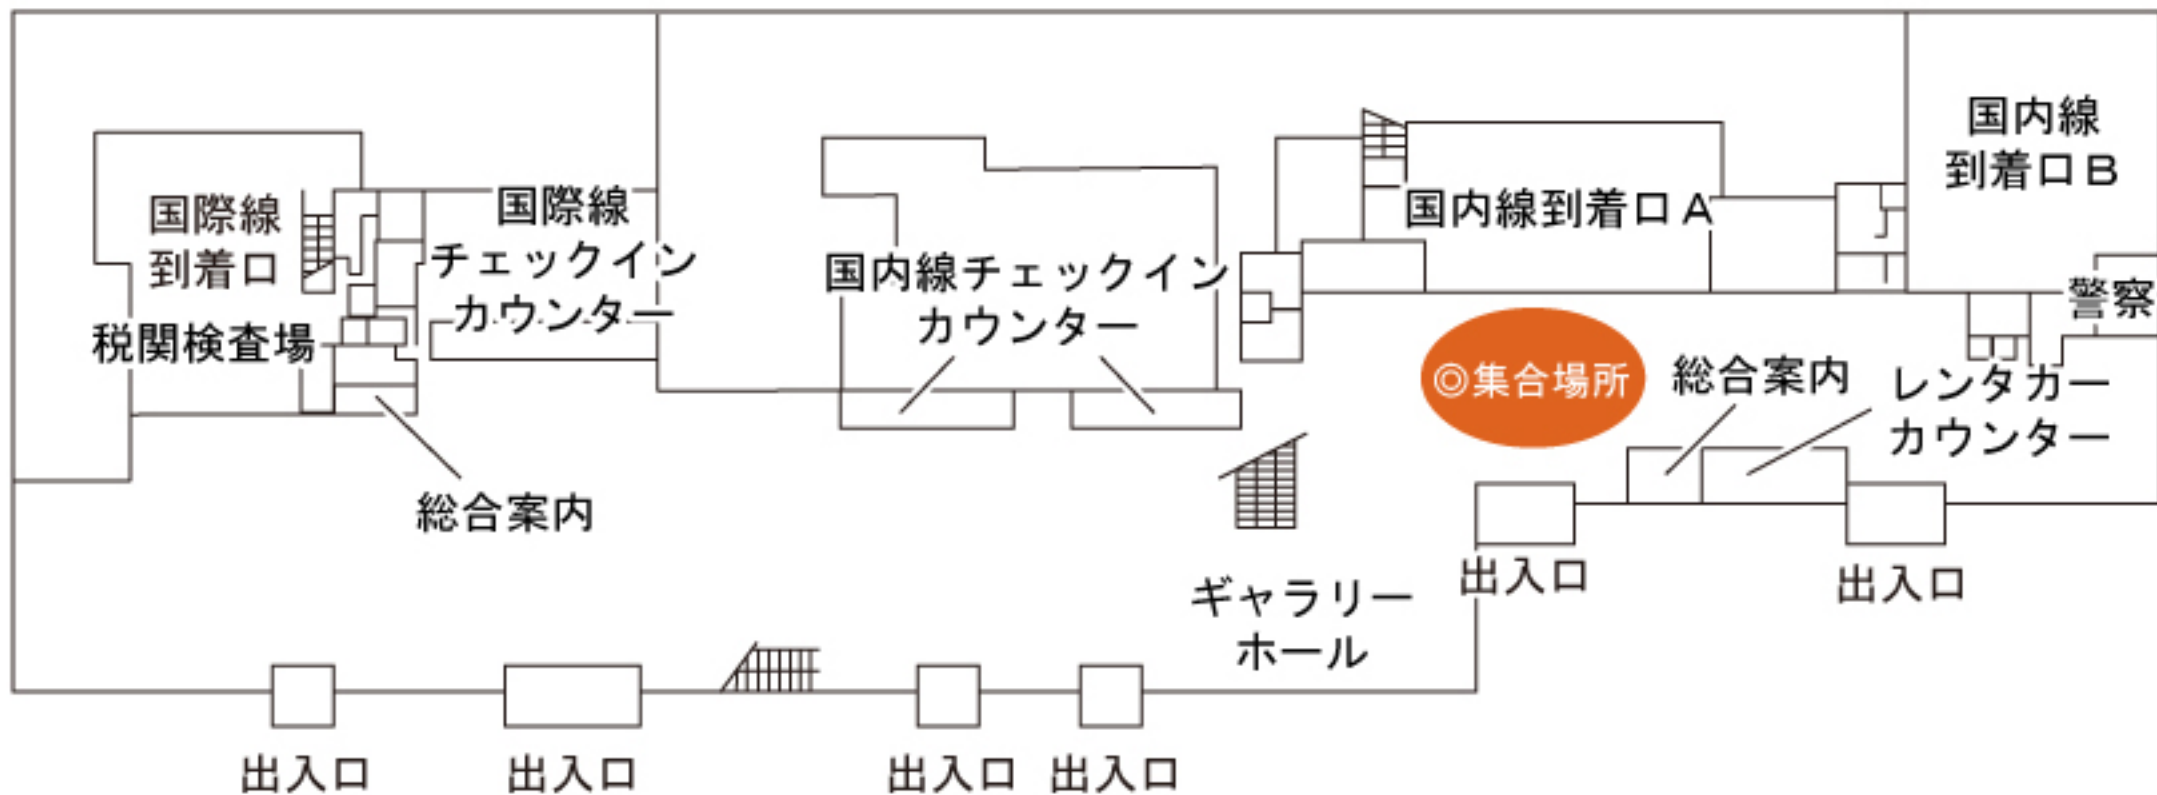 国際線
到着口
税関検査場
国際線
チェックイン
カウンター
総合案内
国内線チェックイン
カウンター
国内線到着口A
国内線
到着口B
警察
◎集合場所
総合案内
レンタカー
カウンター
ギャラリー
ホール
出入口
出入口
出入口
出入口
出入口
出入口